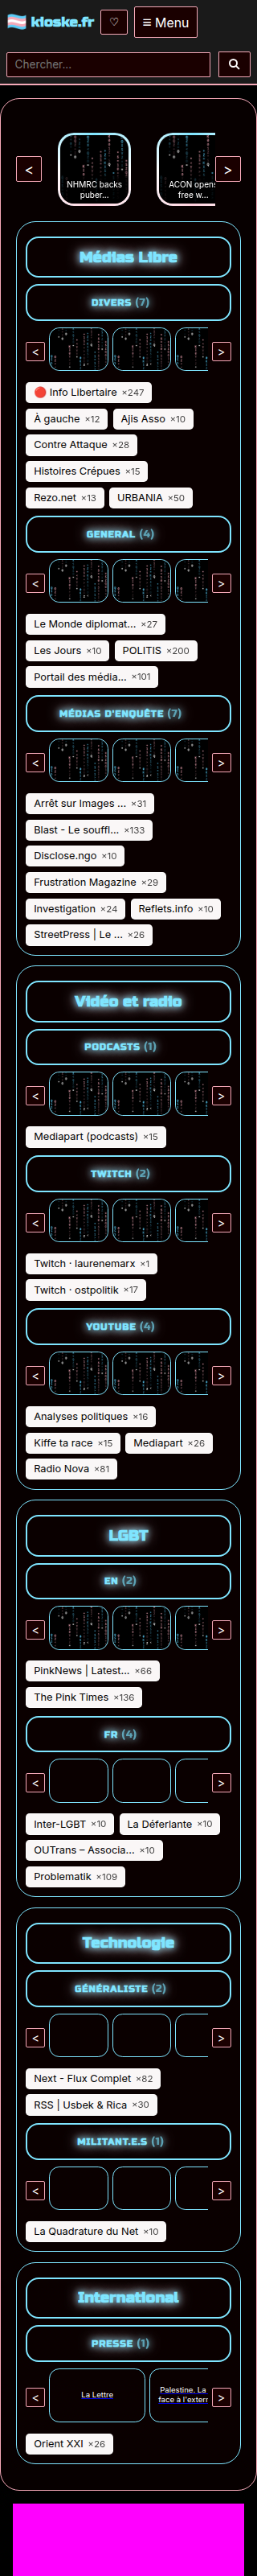 kioske.fr ♡ ≡ Menu
Chercher...
< >
NHMRC backs
puber...
ACON opens
free w...
Médias Libre
DIVERS (7)
< >
🔴 Info Libertaire ×247
À gauche ×12 Ajis Asso ×10
Contre Attaque ×28
Histoires Crépues ×15
Rezo.net ×13 URBANIA ×50
GENERAL (4)
< >
Le Monde diplomat... ×27
Les Jours ×10 POLITIS ×200
Portail des média... ×101
MÉDIAS D'ENQUÊTE (7)
< >
Arrêt sur Images ... ×31
Blast - Le souffl... ×133
Disclose.ngo ×10
Frustration Magazine ×29
Investigation ×24 Reflets.info ×10
StreetPress | Le ... ×26
Vidéo et radio
PODCASTS (1)
< >
Mediapart (podcasts) ×15
TWITCH (2)
< >
Twitch · laurenemarx ×1
Twitch · ostpolitik ×17
YOUTUBE (4)
< >
Analyses politiques ×16
Kiffe ta race ×15 Mediapart ×26
Radio Nova ×81
LGBT
EN (2)
< >
PinkNews | Latest... ×66
The Pink Times ×136
FR (4)
< >
Inter-LGBT ×10 La Déferlante ×10
OUTrans – Associa... ×10
Problematik ×109
Technologie
GÉNÉRALISTE (2)
< >
Next - Flux Complet ×82
RSS | Usbek & Rica ×30
MILITANT.E.S (1)
< >
La Quadrature du Net ×10
International
PRESSE (1)
< >
La Lettre
Palestine. La
face à l'extern
Orient XXI ×26